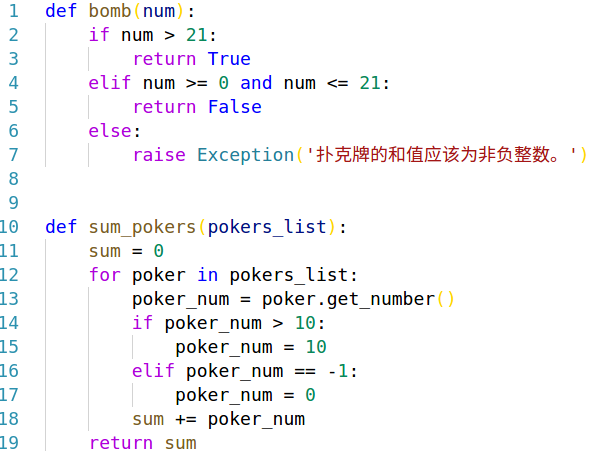 1 def bomb(num):
2     if num > 21:
3         return True
4     elif num >= 0 and num <= 21:
5         return False
6     else:
7         raise Exception('扑克牌的和值应该为非负整数。')
8
9
10 def sum_pokers(pokers_list):
11     sum = 0
12     for poker in pokers_list:
13         poker_num = poker.get_number()
14         if poker_num > 10:
15             poker_num = 10
16         elif poker_num == -1:
17             poker_num = 0
18         sum += poker_num
19     return sum